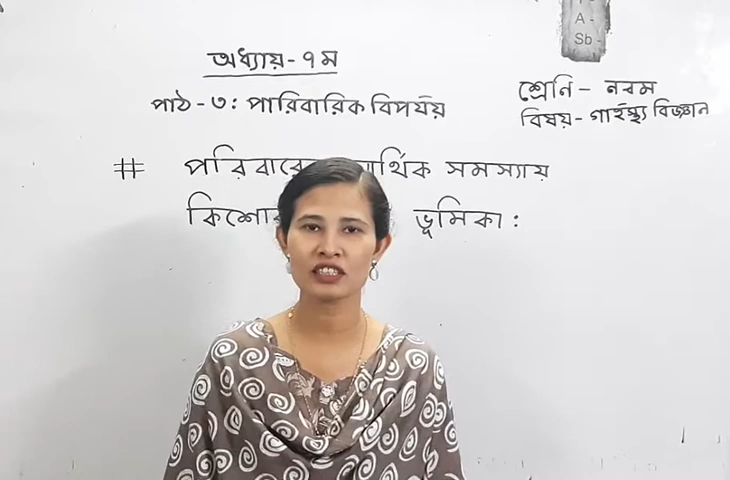 A -
Sb -
অধ্যায় - ৭ম
শ্রেণি - নবম
পাঠ - ৩ : পারিবারিক বিপর্যয়
বিষয় - গার্হস্থ্য বিজ্ঞান
# পরিবারের আর্থিক সমস্যায়
ভূমিকা :